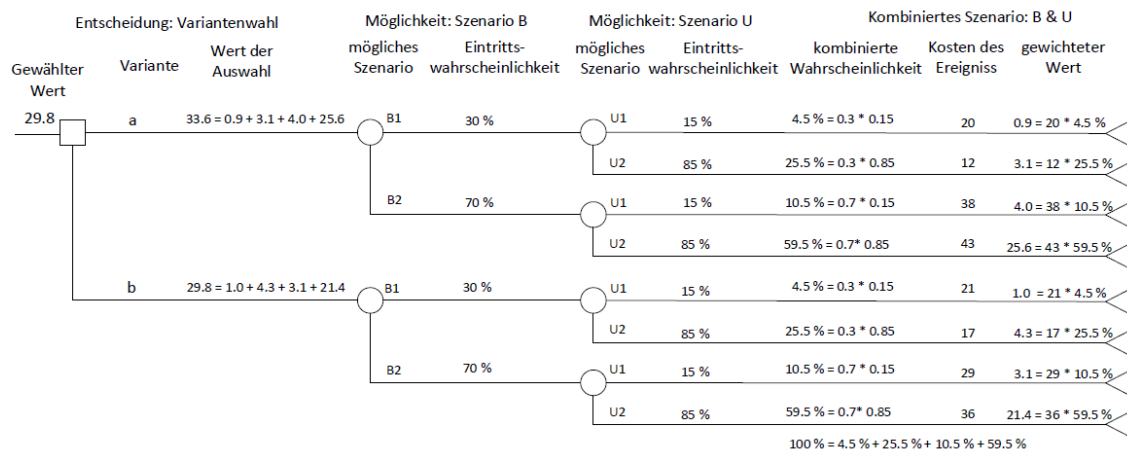 Entscheidung: Variantenwahl
Möglichkeit: Szenario B
Möglichkeit: Szenario U
Kombiniertes Szenario: B & U
Gewählter
Wert
Variante
Wert der
Auswahl
mögliches
Szenario
Eintritts-
wahrscheinlichkeit
mögliches
Szenario
Eintritts-
wahrscheinlichkeit
kombinierte
Wahrscheinlichkeit
Kosten des
Ereigniss
gewichteter
Wert
29.8
a
33.6 = 0.9 + 3.1 + 4.0 + 25.6
B1
30 %
U1
15 %
4.5 % = 0.3 * 0.15
20
0.9 = 20 * 4.5 %
U2
85 %
25.5 % = 0.3 * 0.85
12
3.1 = 12 * 25.5 %
B2
70 %
U1
15 %
10.5 % = 0.7 * 0.15
38
4.0 = 38 * 10.5 %
U2
85 %
59.5 % = 0.7* 0.85
43
25.6 = 43 * 59.5 %
b
29.8 = 1.0 + 4.3 + 3.1 + 21.4
B1
30 %
U1
15 %
4.5 % = 0.3 * 0.15
21
1.0 = 21 * 4.5 %
U2
85 %
25.5 % = 0.3 * 0.85
17
4.3 = 17 * 25.5 %
B2
70 %
U1
15 %
10.5 % = 0.7 * 0.15
29
3.1 = 29 * 10.5 %
U2
85 %
59.5 % = 0.7* 0.85
36
21.4 = 36 * 59.5 %
100 % = 4.5 % + 25.5 % + 10.5 % + 59.5 %